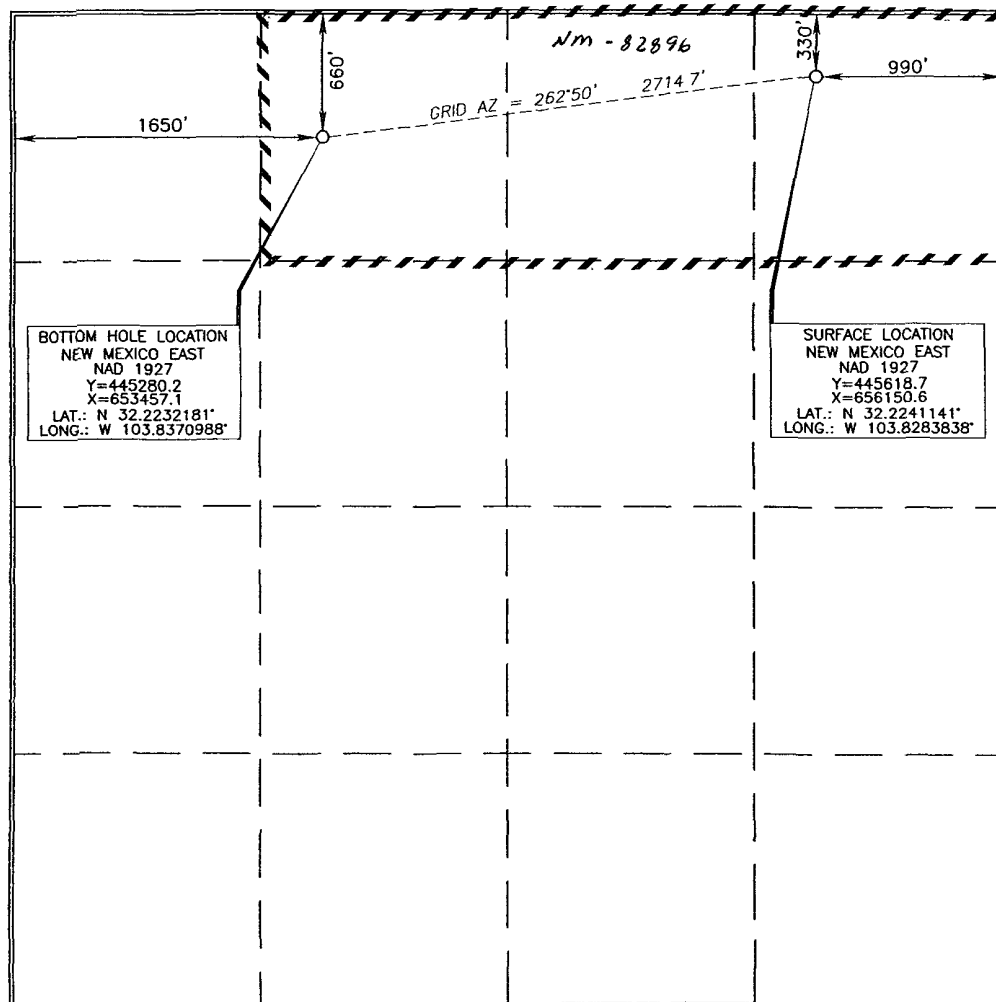 NM - 82896
330'
660'
990'
GRID AZ = 262°50' 2714.7'
1650'
BOTTOM HOLE LOCATION
NEW MEXICO EAST
NAD 1927
Y=445280.2
X=653457.1
LAT.: N 32.2232181°
LONG.: W 103.8370988°
SURFACE LOCATION
NEW MEXICO EAST
NAD 1927
Y=445618.7
X=656150.6
LAT.: N 32.2241141°
LONG.: W 103.8283838°